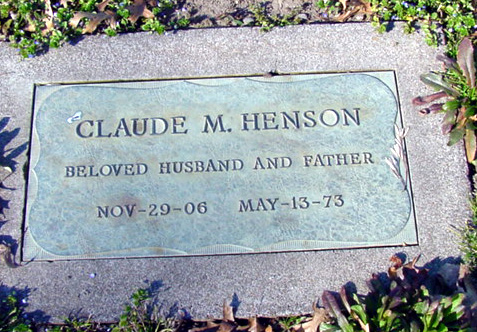 CLAUDE M. HENSON
BELOVED HUSBAND AND FATHER
NOV-29-06 MAY-13-73